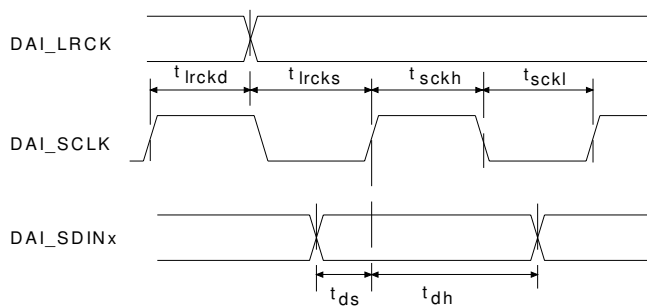 DAI_LRCK
t lrckd t lrcks t sckh t sckl
DAI_SCLK
DAI_SDINx
t ds t dh